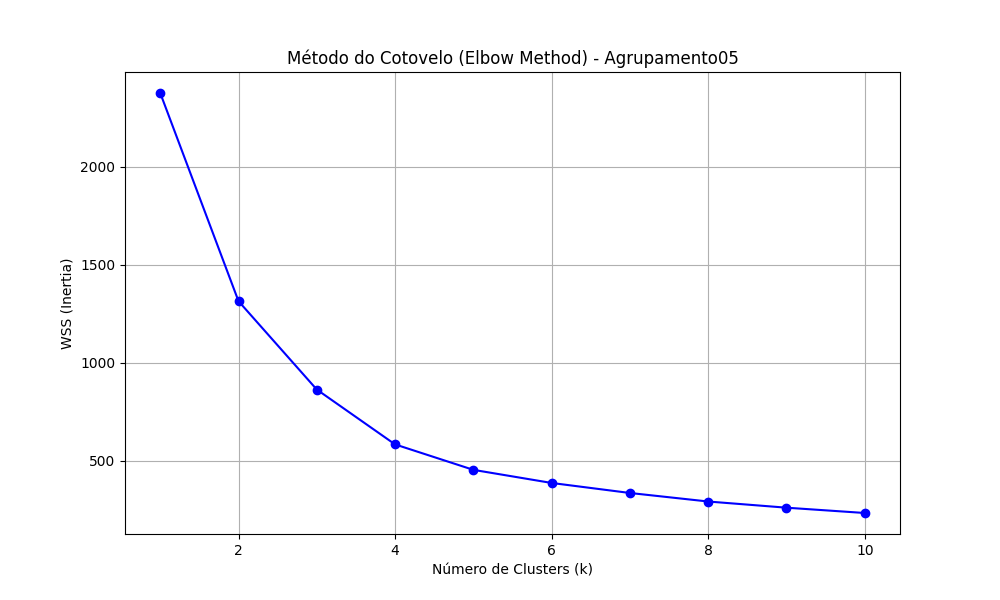 Método do Cotovelo (Elbow Method) - Agrupamento05
WSS (Inertia)
2000
1500
1000
500
2 4 6 8 10
Número de Clusters (k)